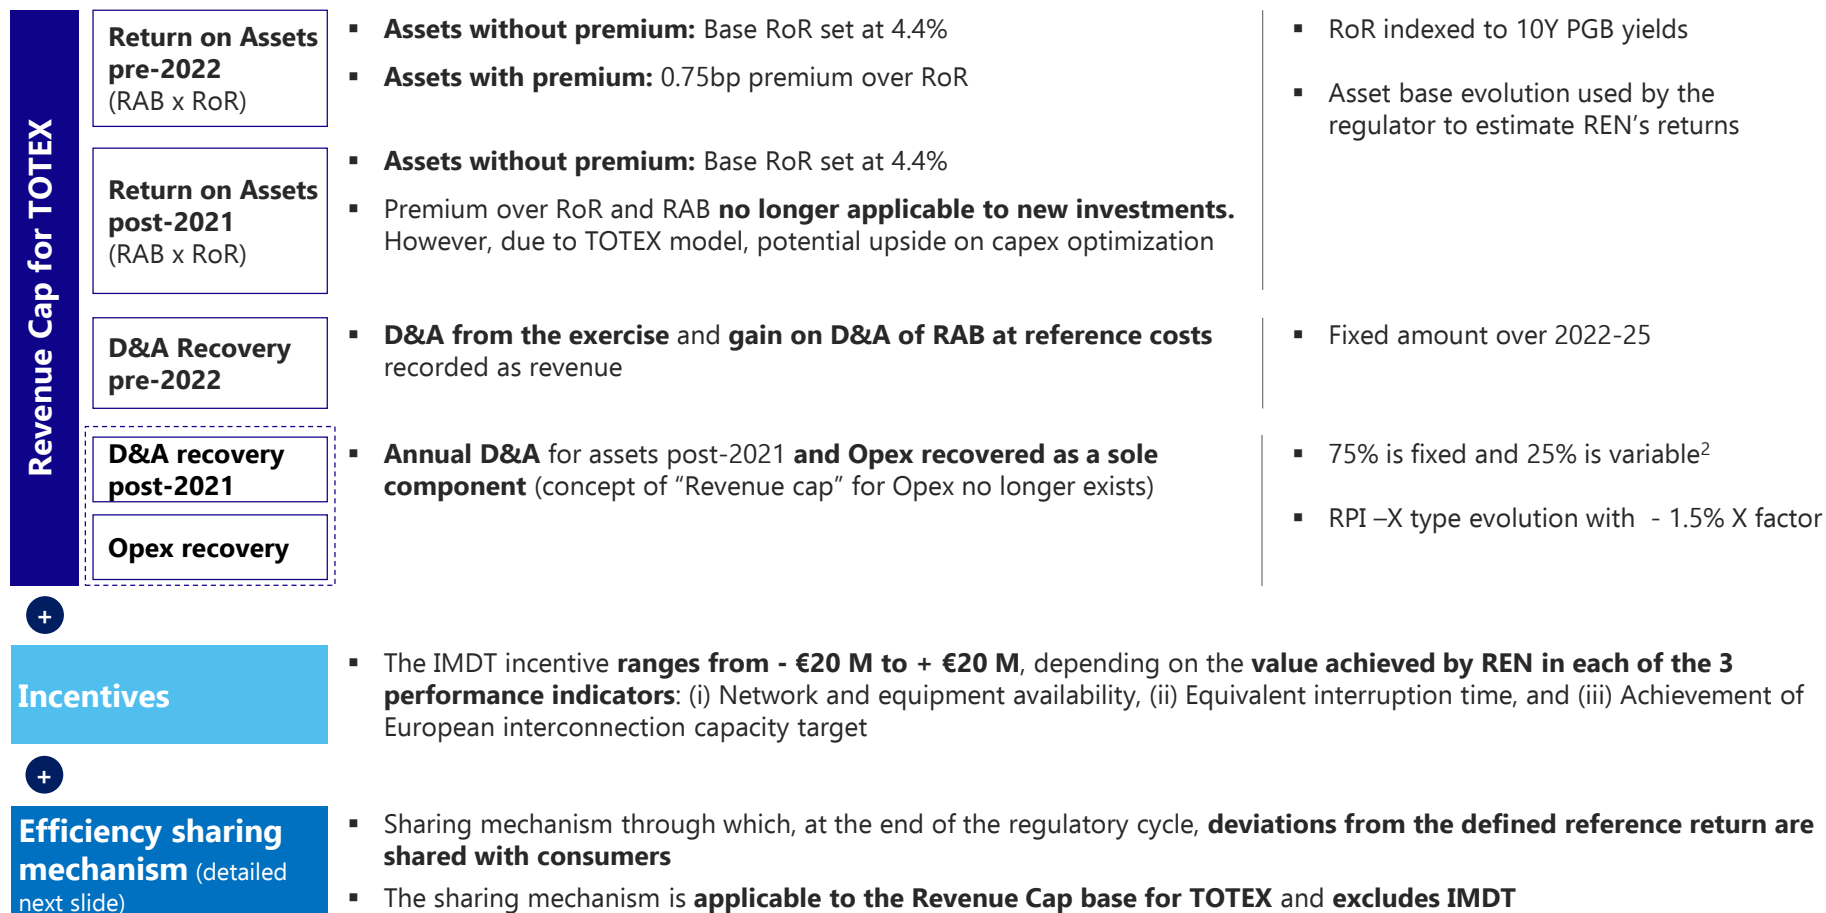 Revenue Cap for TOTEX
Return on Assets
pre-2022
(RAB x RoR)
▪ Assets without premium: Base RoR set at 4.4%
▪ Assets with premium: 0.75bp premium over RoR
▪ RoR indexed to 10Y PGB yields
▪ Asset base evolution used by the
regulator to estimate REN's returns
Return on Assets
post-2021
(RAB x RoR)
▪ Assets without premium: Base RoR set at 4.4%
▪ Premium over RoR and RAB no longer applicable to new investments.
However, due to TOTEX model, potential upside on capex optimization
D&A Recovery
pre-2022
▪ D&A from the exercise and gain on D&A of RAB at reference costs
recorded as revenue
▪ Fixed amount over 2022-25
D&A recovery
post-2021
Opex recovery
▪ Annual D&A for assets post-2021 and Opex recovered as a sole
component (concept of “Revenue cap” for Opex no longer exists)
▪ 75% is fixed and 25% is variable²
▪ RPI –X type evolution with - 1.5% X factor
+
Incentives
▪ The IMDT incentive ranges from - €20 M to + €20 M, depending on the value achieved by REN in each of the 3
performance indicators: (i) Network and equipment availability, (ii) Equivalent interruption time, and (iii) Achievement of
European interconnection capacity target
+
Efficiency sharing
mechanism (detailed
next slide)
▪ Sharing mechanism through which, at the end of the regulatory cycle, deviations from the defined reference return are
shared with consumers
▪ The sharing mechanism is applicable to the Revenue Cap base for TOTEX and excludes IMDT